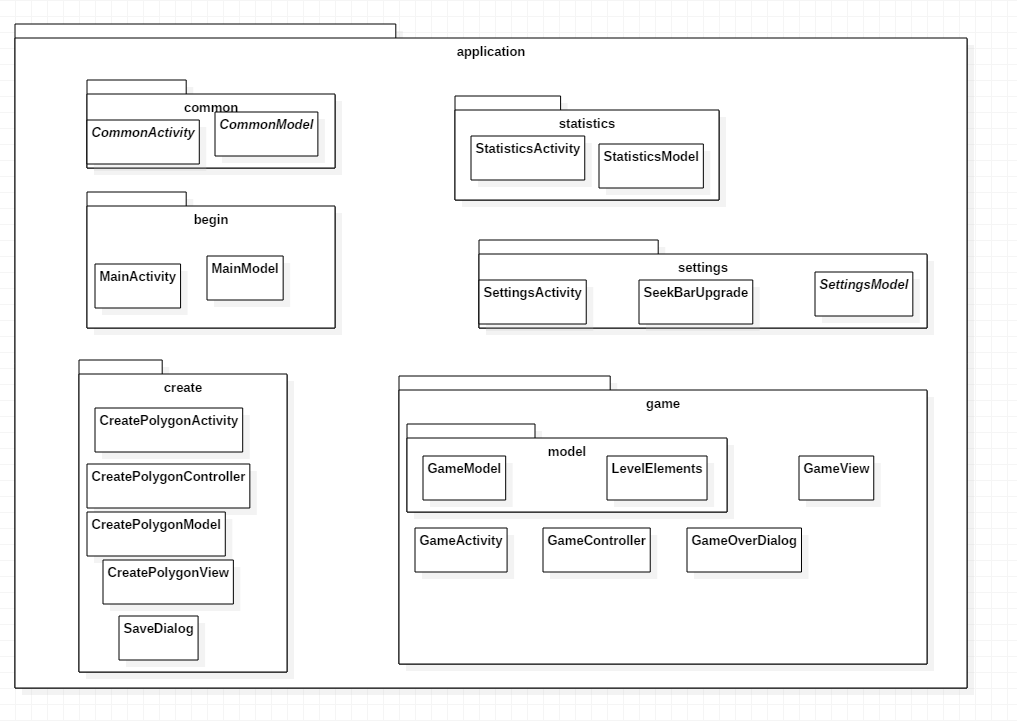 application
common
CommonActivity
CommonModel
statistics
StatisticsActivity
StatisticsModel
begin
MainActivity
MainModel
settings
SettingsActivity
SeekBarUpgrade
SettingsModel
create
CreatePolygonActivity
CreatePolygonController
CreatePolygonModel
CreatePolygonView
SaveDialog
game
model
GameModel
LevelElements
GameView
GameActivity
GameController
GameOverDialog